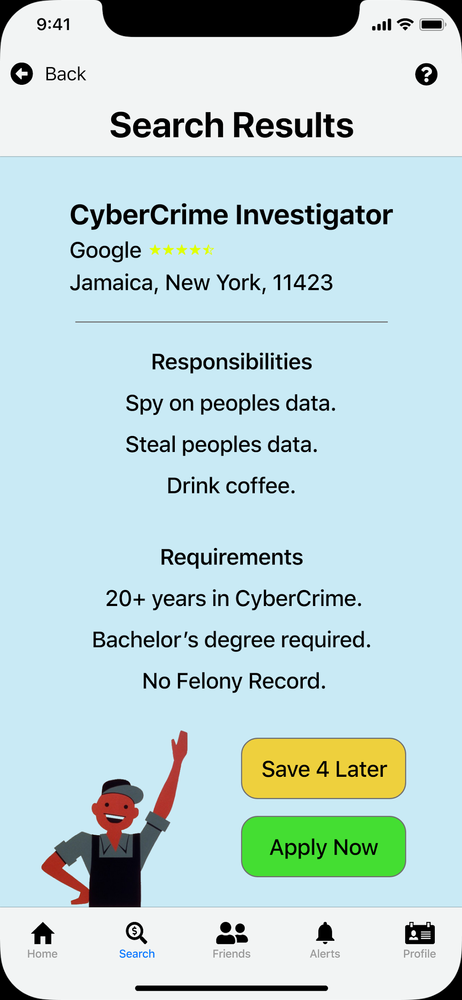 9:41
Back
Search Results
CyberCrime Investigator
Google
Jamaica, New York, 11423
Responsibilities
Spy on peoples data.
Steal peoples data.
Drink coffee.
Requirements
20+ years in CyberCrime.
Bachelor’s degree required.
No Felony Record.
Save 4 Later
Apply Now
Home
Search
Friends
Alerts
Profile